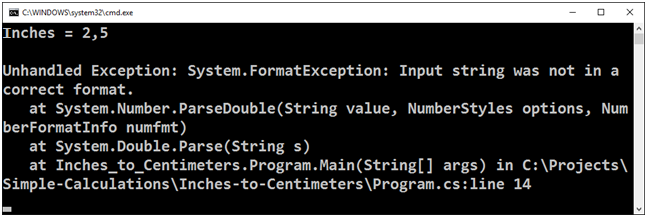 C:\WINDOWS\system32\cmd.exe
Inches = 2,5
Unhandled Exception: System.FormatException: Input string was not in a
correct format.
   at System.Number.ParseDouble(String value, NumberStyles options, Num
berFormatInfo numfmt)
   at System.Double.Parse(String s)
   at Inches_to_Centimeters.Program.Main(String[] args) in C:\Projects\
Simple-Calculations\Inches-to-Centimeters\Program.cs:line 14